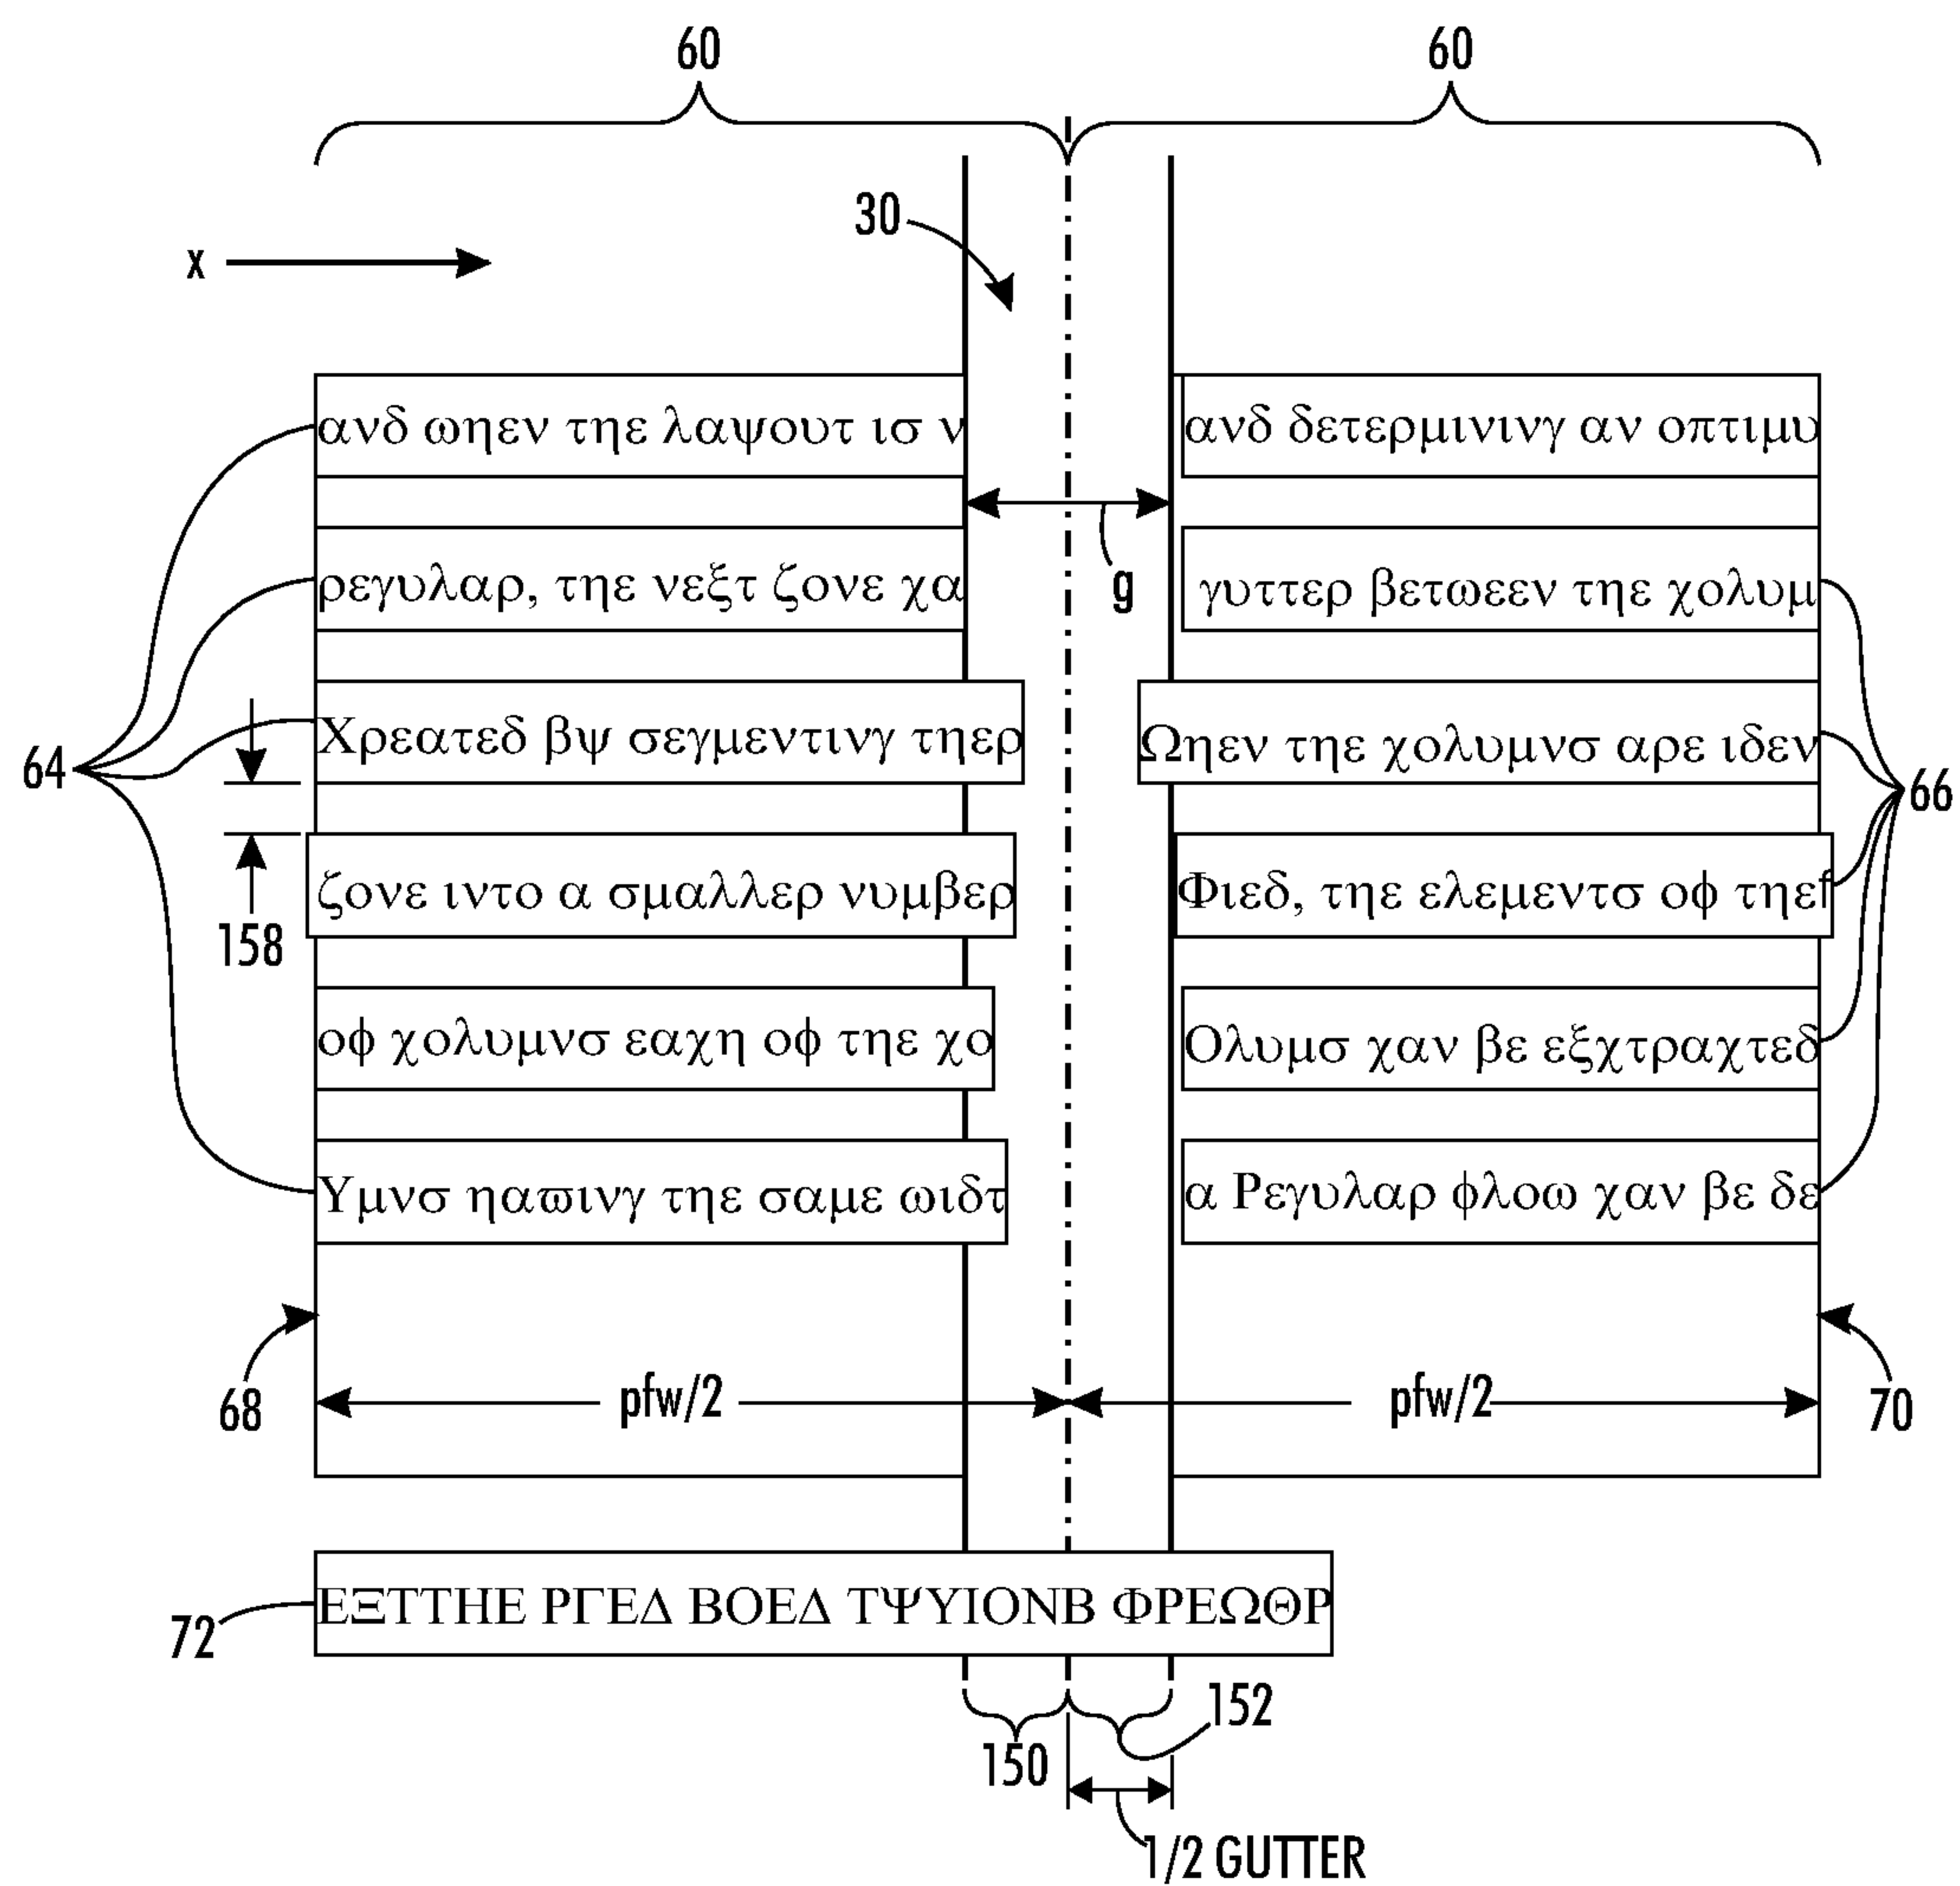 60 60
30
x
ανδ ωηεν τηε λαψουτ ισ ν
ανδ δετερμινινγ αν οπτιμυ
g
ρεγυλαρ, τηε νεξτ ζονε χα
γυττερ βετωεεν τηε χολυμ
64
Χρεατεδ βψ σεγμεντινγ τηερ
Ωηεν τηε χολυμνσ αρε ιδεν
66
ζονε ιντο α σμαλλερ νυμβερ
Φιεδ, τηε ελεμεντσ οφ τηεf
158
οφ χολυμνσ εαχη οφ τηε χο
Ολυμσ χαν βε εξχτραχτεδ
Υμνσ ηαϖινγ τηε σαμε ωιδτ
α Ρεγυλαρ φλοω χαν βε δε
68
pfw/2
pfw/2
70
72
ΕΞΤΤΗΕ ΡΓΕΔ ΒΟΕΔ ΤΨΥΙΟΝΒ ΦΡΕΩΘΡ
150
152
1/2 GUTTER